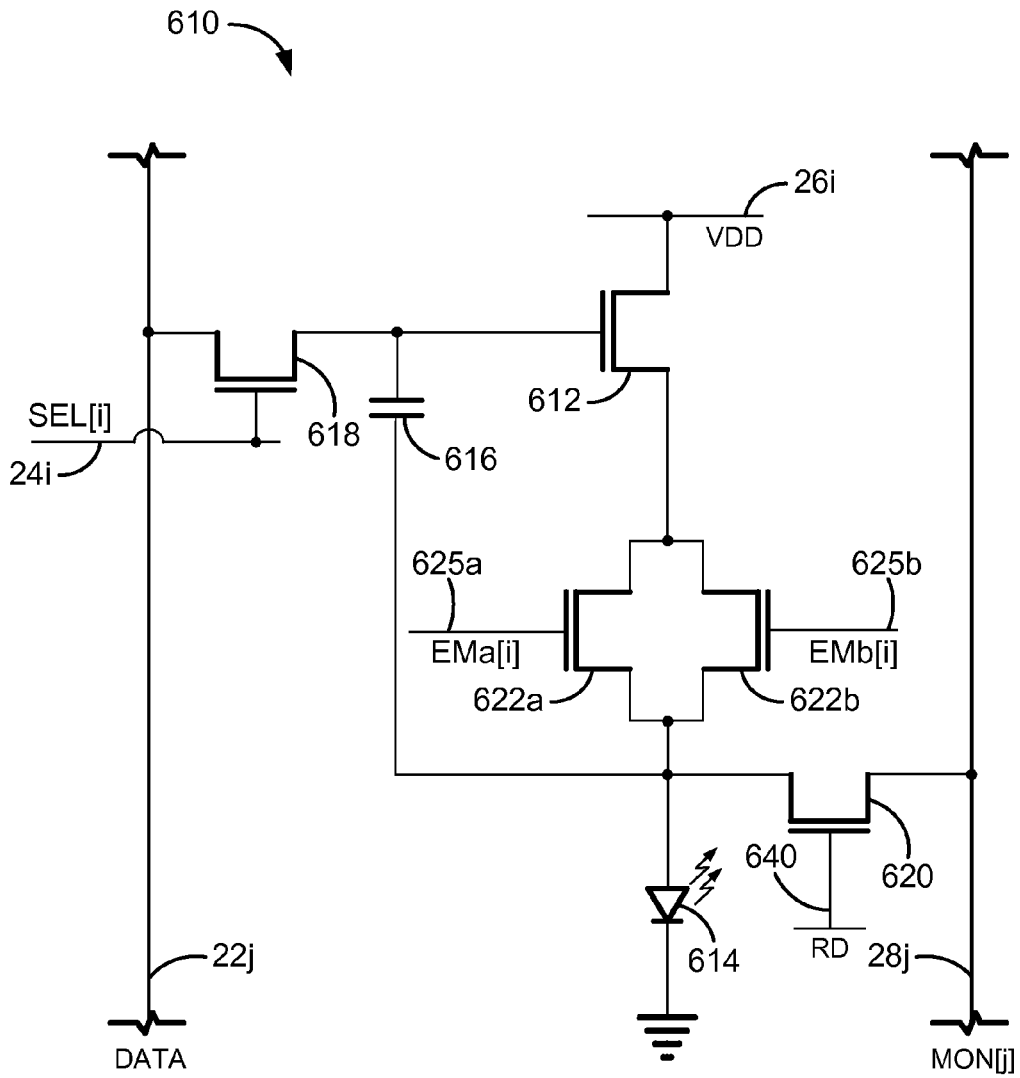 610
26i
VDD
612
SEL[i]
618
616
24i
625a
625b
EMa[i]
EMb[i]
622a
622b
640
620
22j
614
RD
28j
DATA
MON[j]